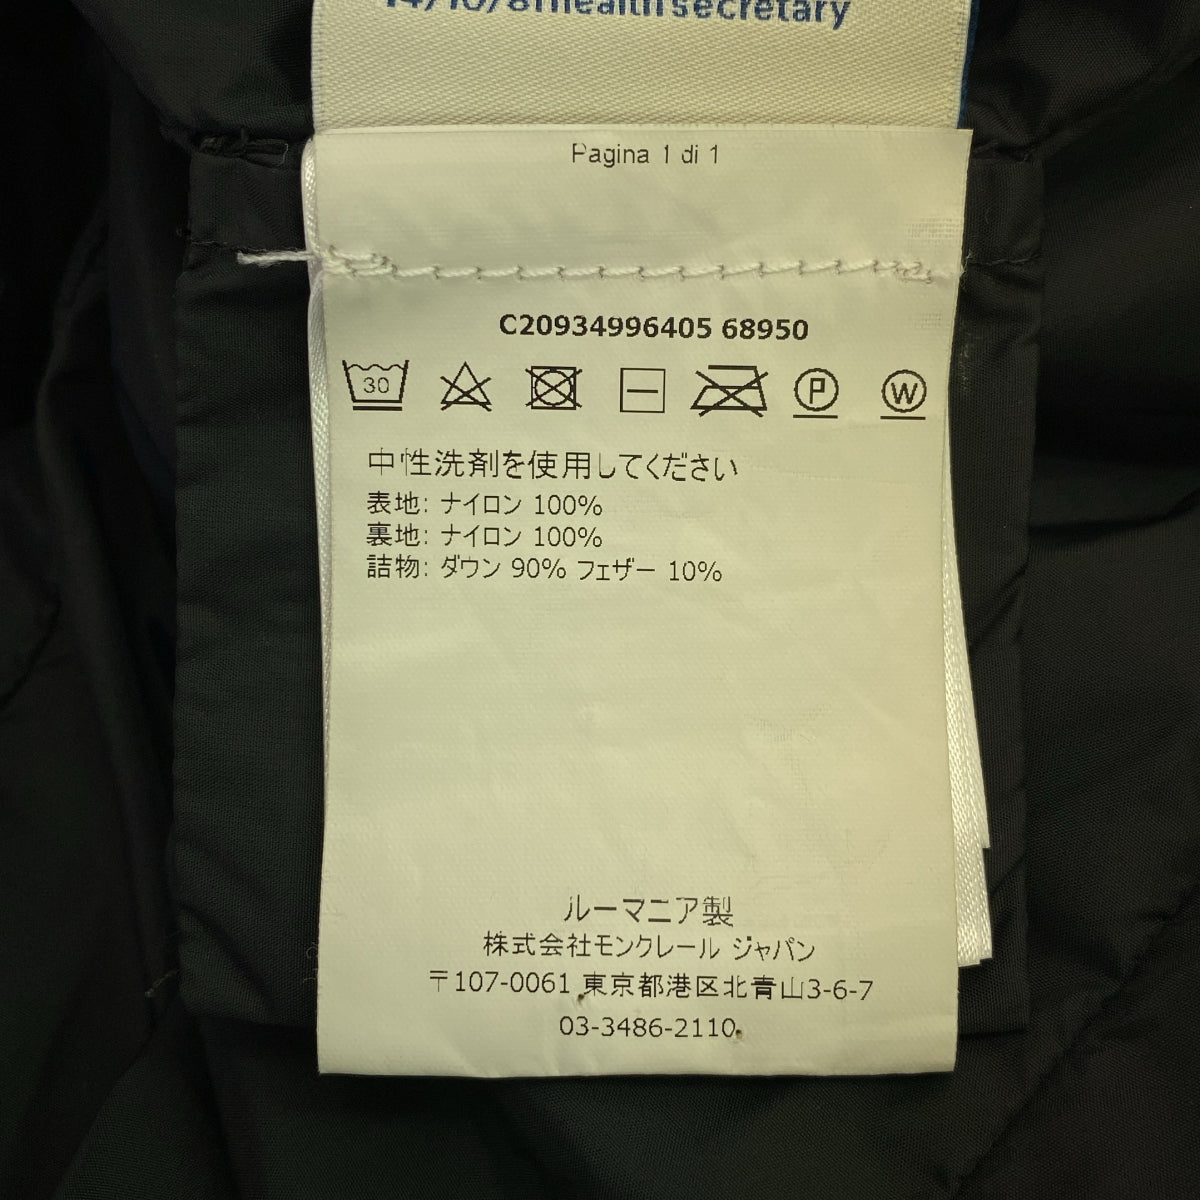 14/10/81health secretary
Pagina 1 di 1
C20934996405 68950
30 P W
中性洗剤を使用してください
表地: ナイロン 100%
裏地: ナイロン 100%
詰物: ダウン 90% フェザー 10%
ルーマニア製
株式会社モンクレール ジャパン
〒107-0061 東京都港区北青山3-6-7
03-3486-2110